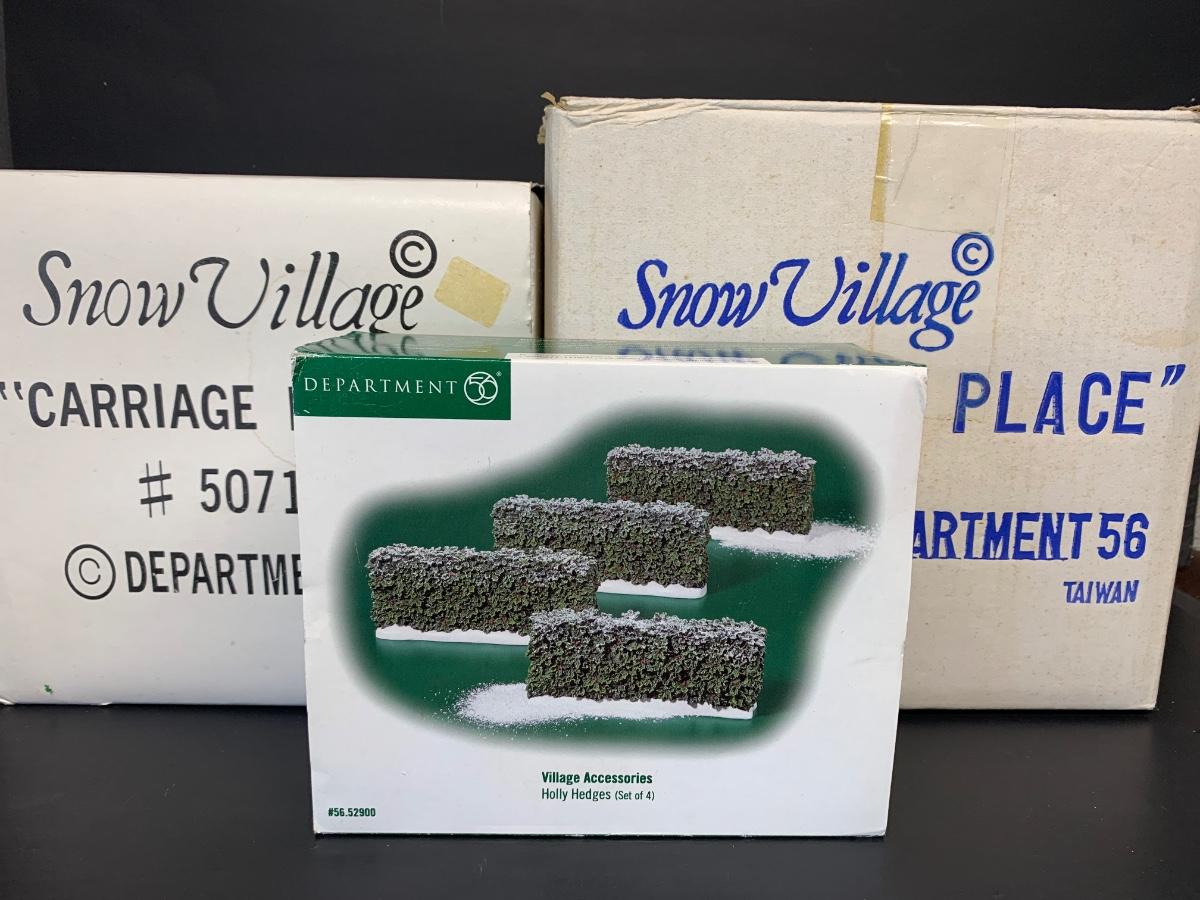 Snow Village ©
"CARRIAGE
# 5071
© DEPARTME
Snow Village ©
PLACE"
ARTMENT 56
TAIWAN
DEPARTMENT 56®
Village Accessories
Holly Hedges (Set of 4)
#56.52900